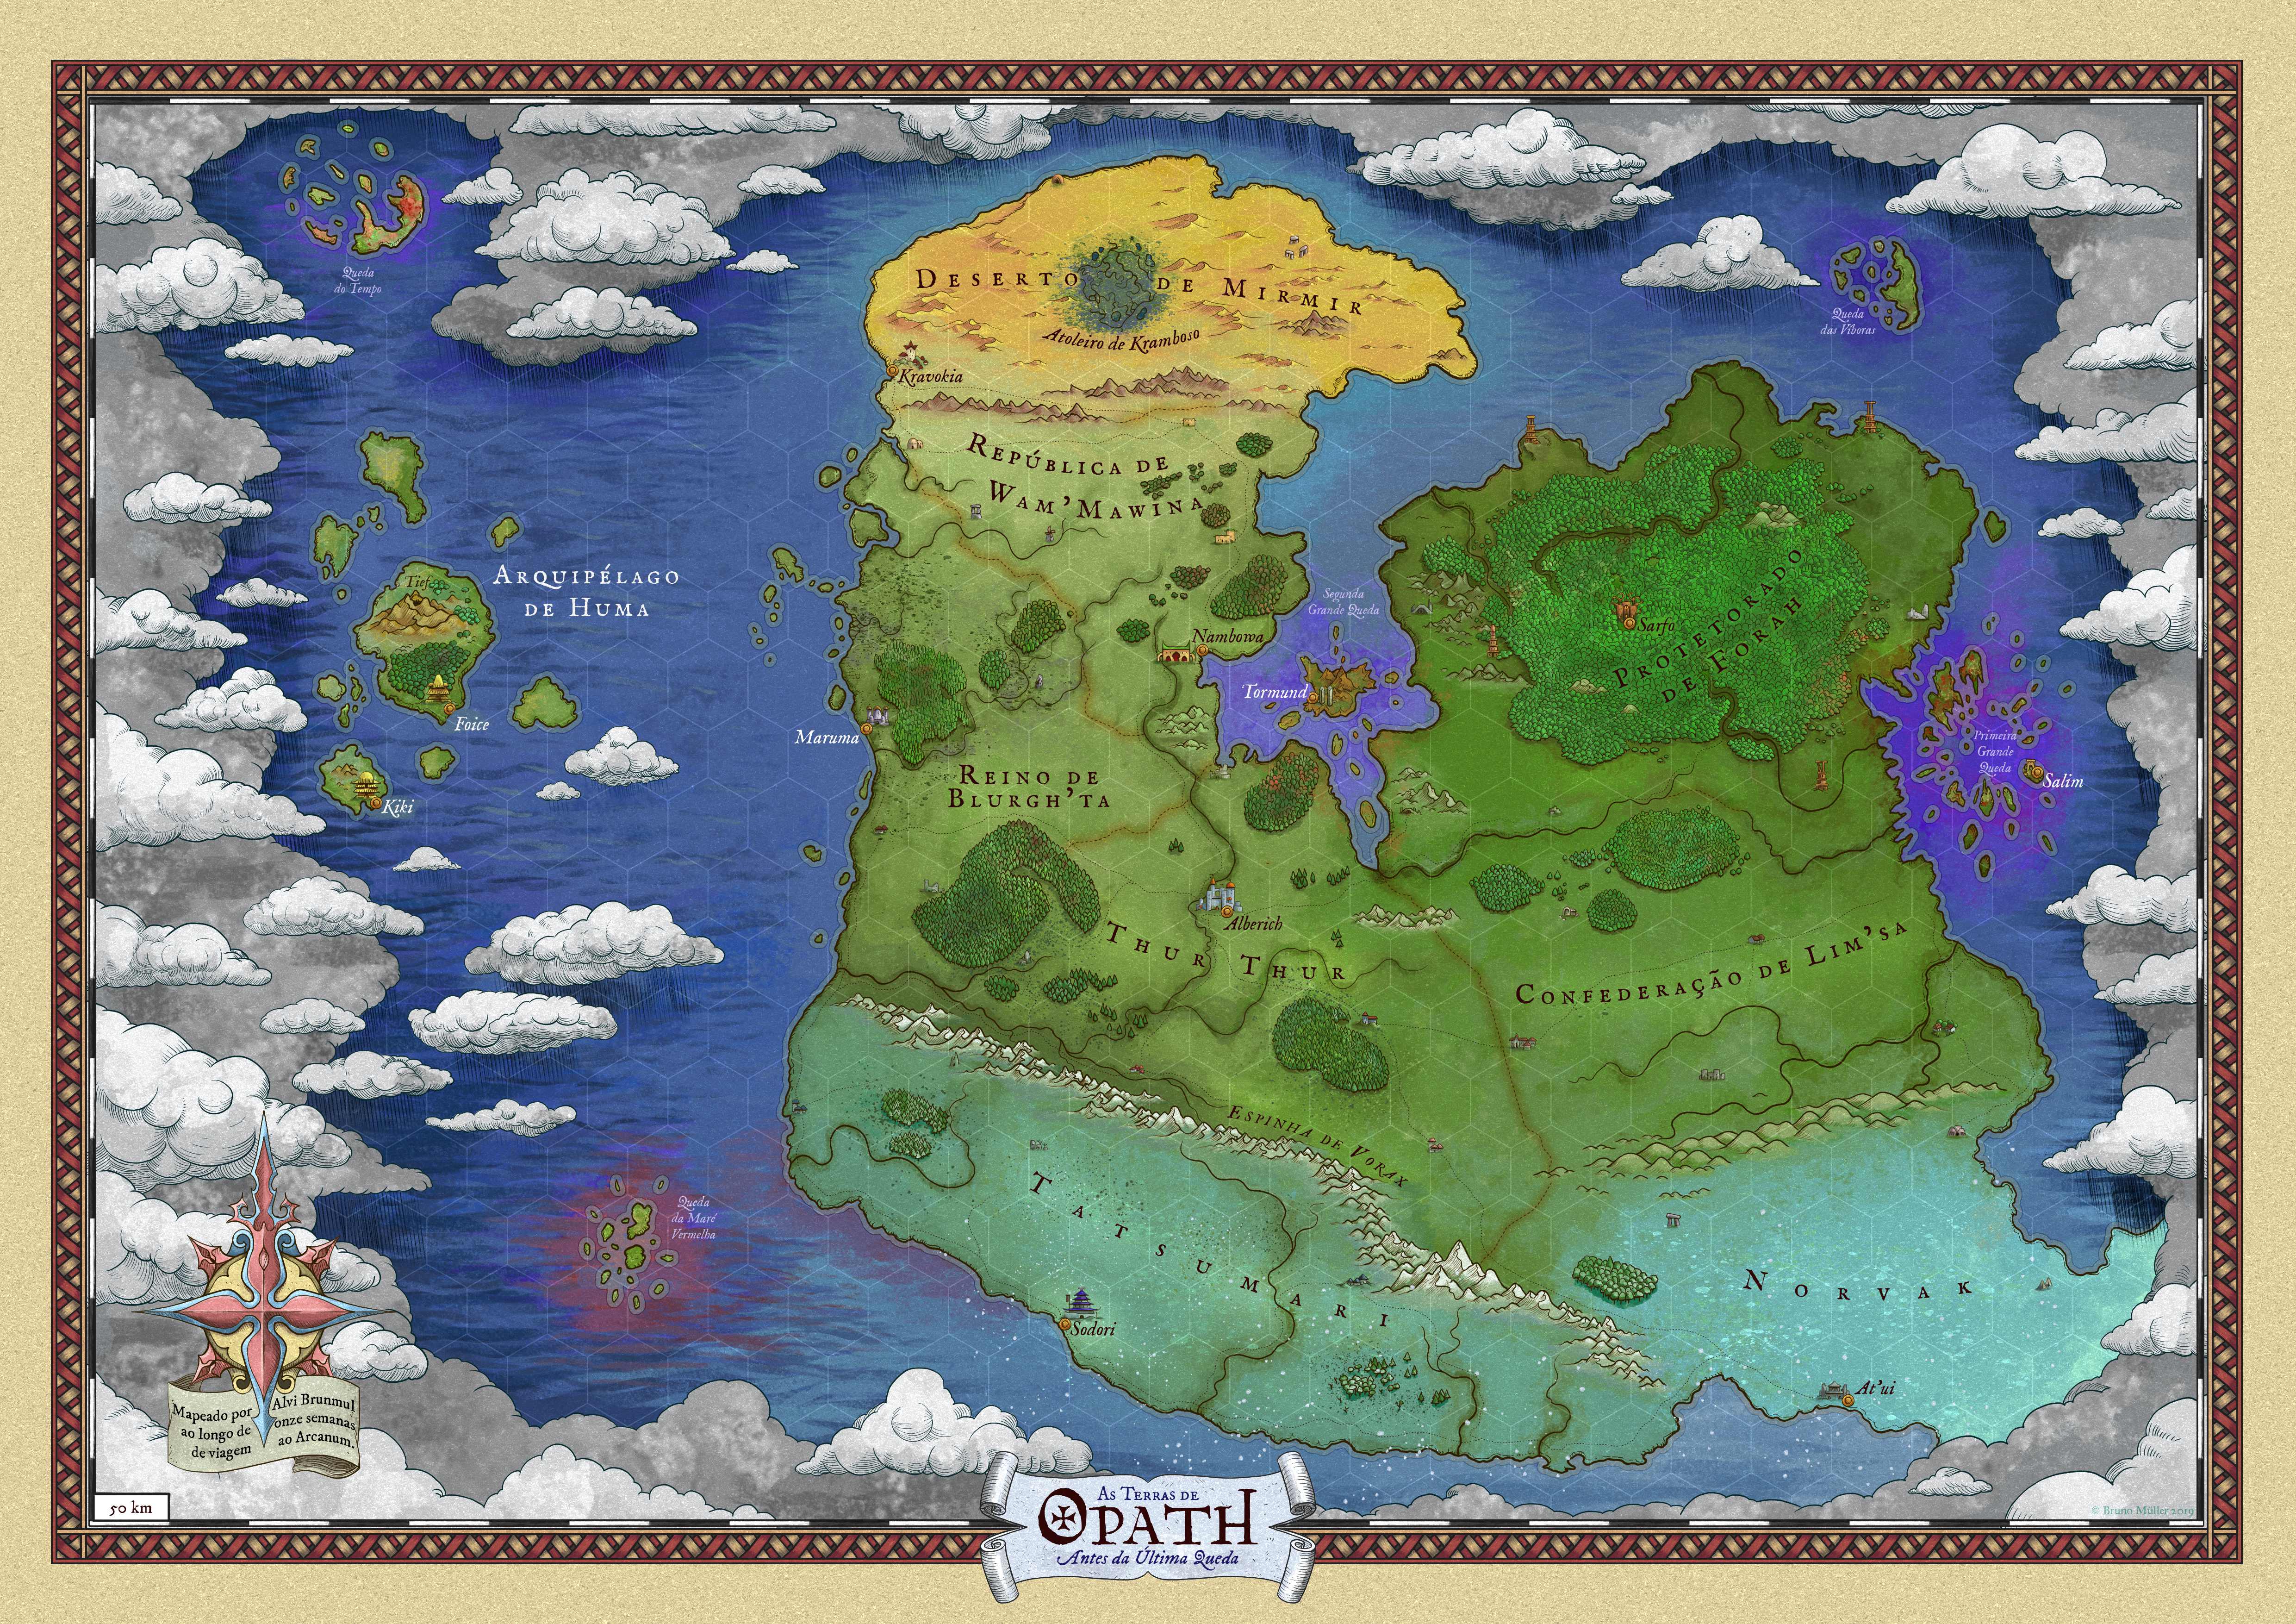 Queda
do Tempo
Queda
das Víboras
Deserto de Mirmir
Atoleiro de Kramboso
Kravokia
República de
Wam'Mawina
Arquipélago
de Huma
Tief
Foice
Kiki
Segunda
Grande Queda
Nambowa
Tormund
Sarfo
Protetorado
de Forah
Maruma
Primeira
Grande
Queda
Salim
Reino de
Blurgh'ta
Alberich
Thur Thur
Confederação de Lim'sa
Espinha de Vorax
Tatsumari
Queda
da Maré
Vermelha
Norvak
Sodori
At'ui
Mapeado por Alvi Brunmul
ao longo de onze semanas
de viagem ao Arcanum.
50 km
As Terras de
Opath
Antes da Última Queda
© Bruno Müller 2019